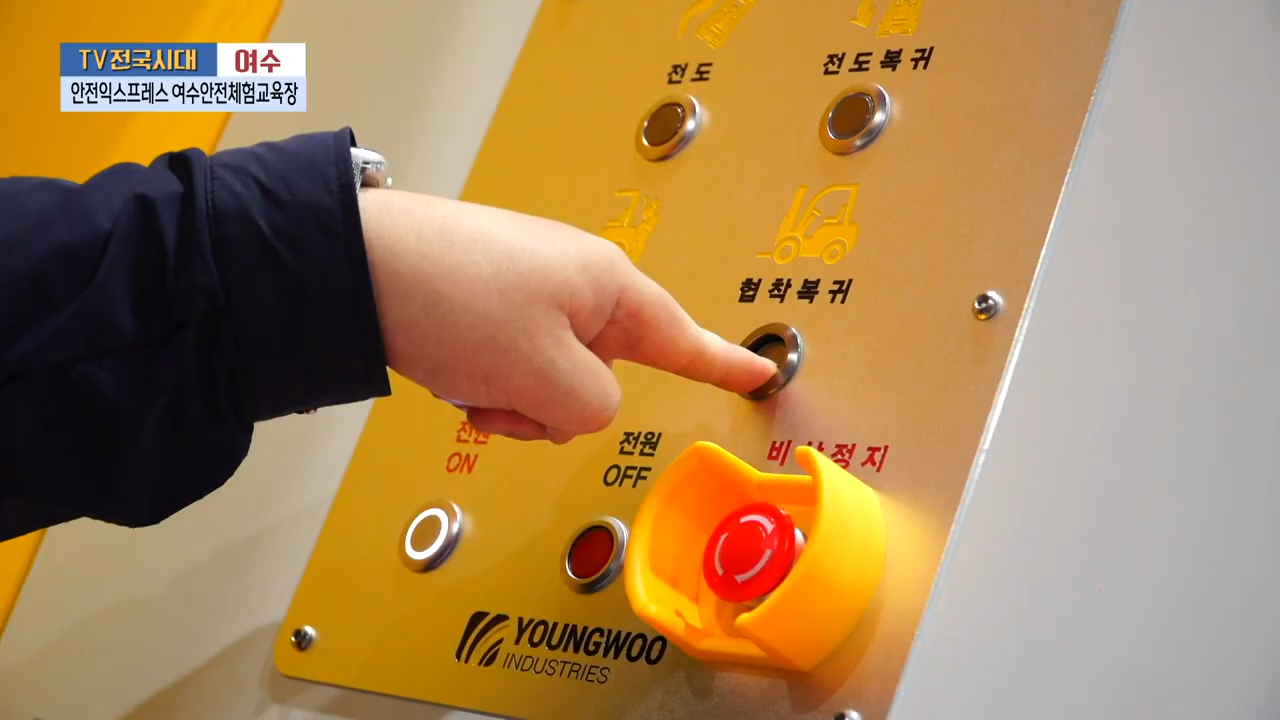 TV전국시대 여수
안전익스프레스 여수안전체험교육장
전도 전도복귀
협착복귀
전원 전원 비상정지
ON OFF
YOUNGWOO
INDUSTRIES